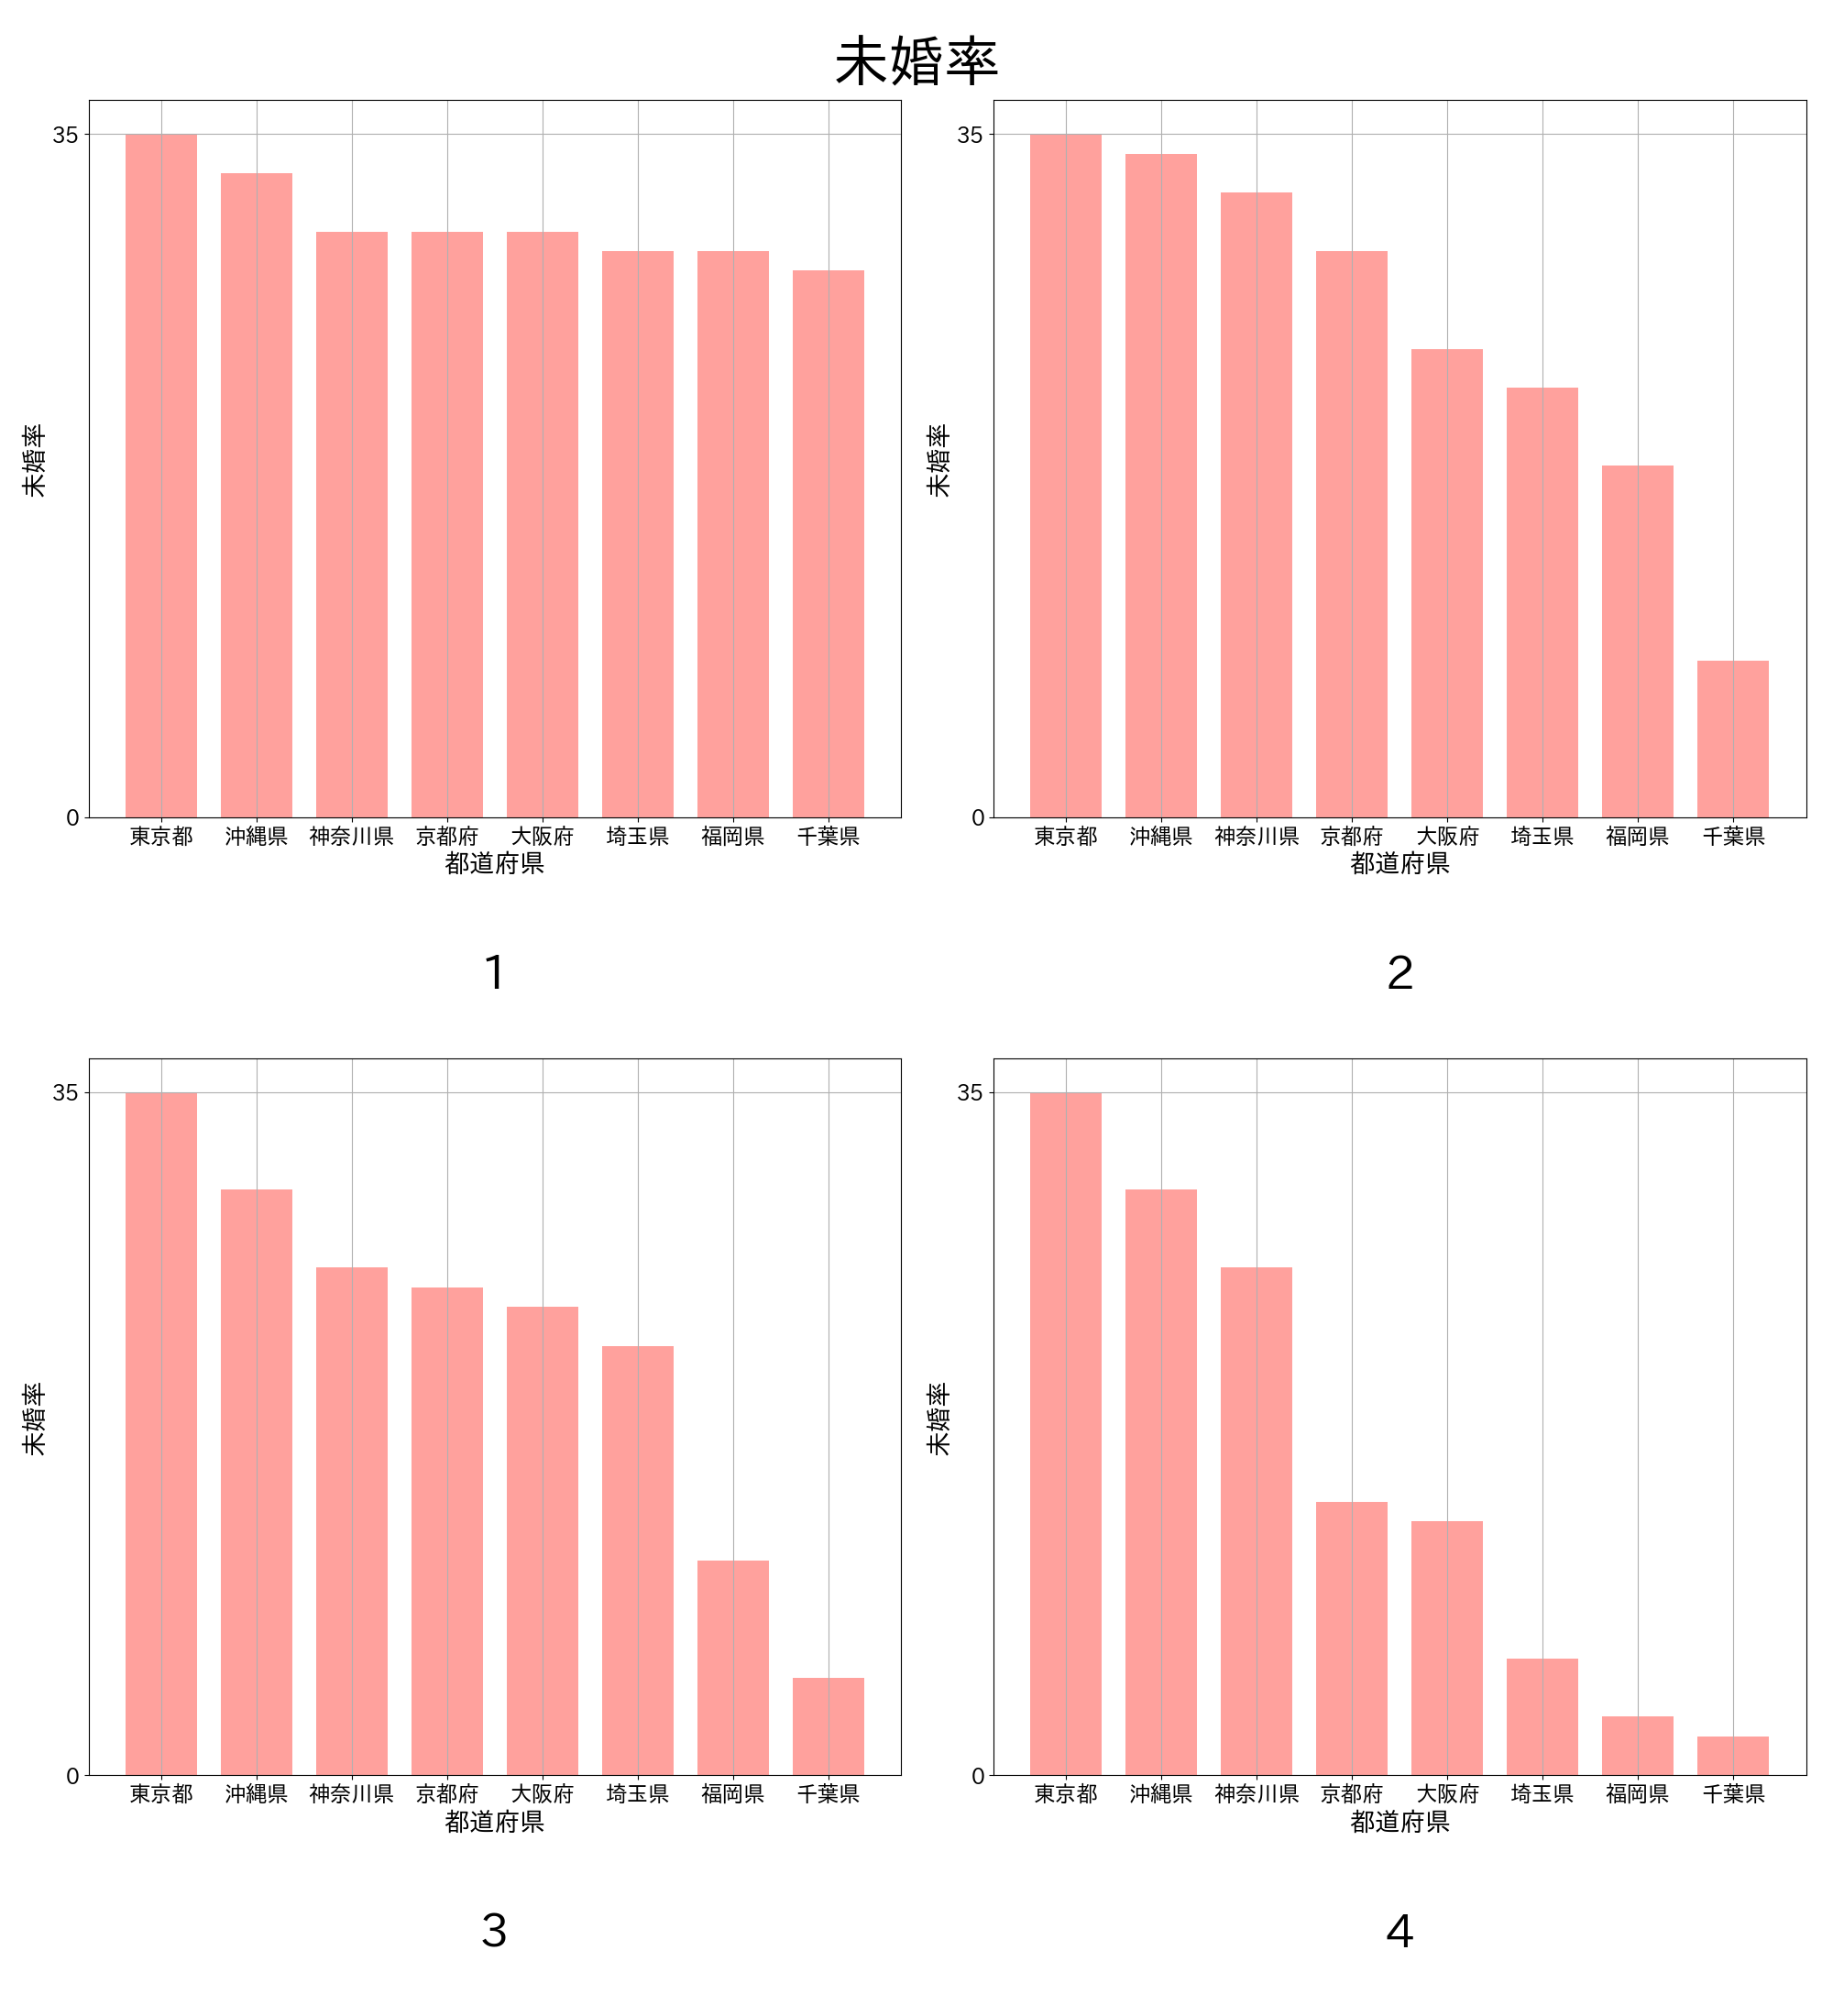 未婚率
35
0
未婚率
東京都 沖縄県 神奈川県 京都府 大阪府 埼玉県 福岡県 千葉県
都道府県
1
35
0
未婚率
東京都 沖縄県 神奈川県 京都府 大阪府 埼玉県 福岡県 千葉県
都道府県
2
35
0
未婚率
東京都 沖縄県 神奈川県 京都府 大阪府 埼玉県 福岡県 千葉県
都道府県
3
35
0
未婚率
東京都 沖縄県 神奈川県 京都府 大阪府 埼玉県 福岡県 千葉県
都道府県
4